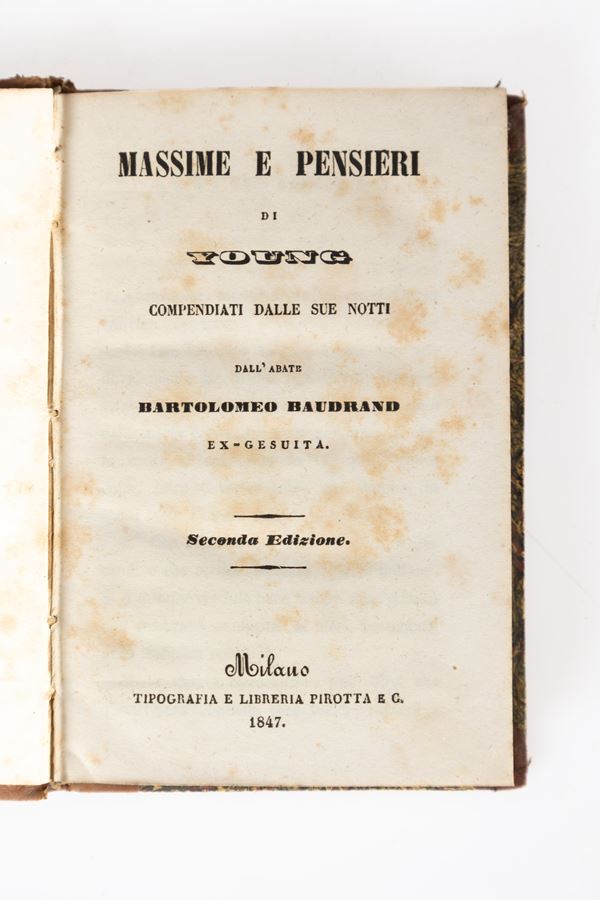 MASSIME E PENSIERI
DI
YOUNG
COMPENDIATI DALLE SUE NOTTI
DALL' ABATE
BARTOLOMEO BAUDRAND
EX-GESUITA.
Seconda Edizione.
Milano
TIPOGRAFIA E LIBRERIA PIROTTA E C.
1847.